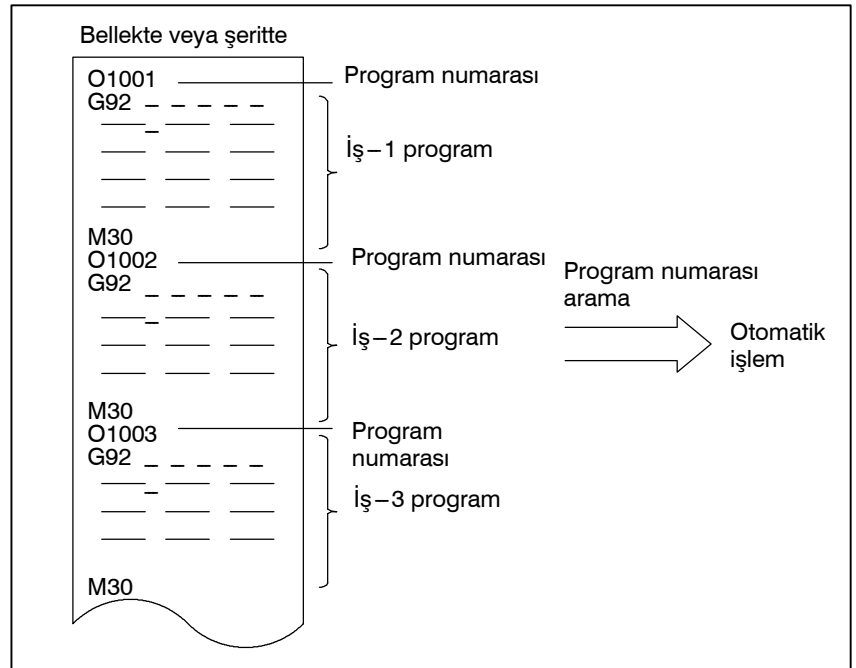 Bellekte veya şeritte
O1001
Program numarası
G92
İş–1 program
M30
O1002
Program numarası
G92
İş–2 program
M30
O1003
Program
numarası
G92
İş–3 program
M30
Program numarası
arama
Otomatik
işlem